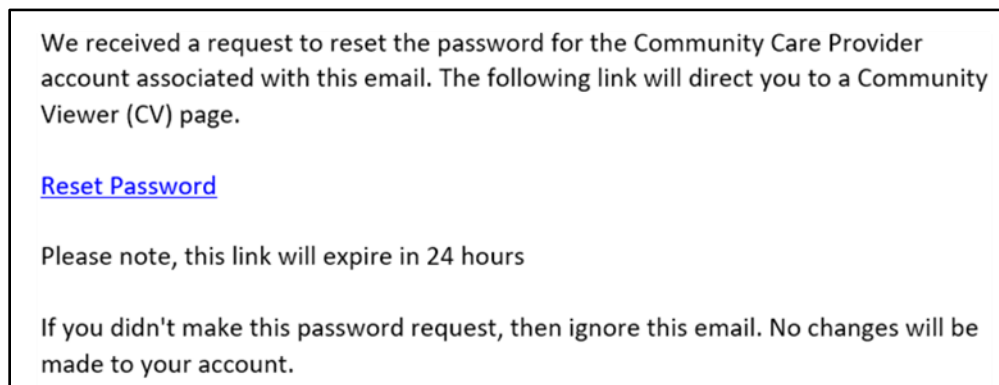 We received a request to reset the password for the Community Care Provider
account associated with this email. The following link will direct you to a Community
Viewer (CV) page.
Reset Password
Please note, this link will expire in 24 hours
If you didn't make this password request, then ignore this email. No changes will be
made to your account.